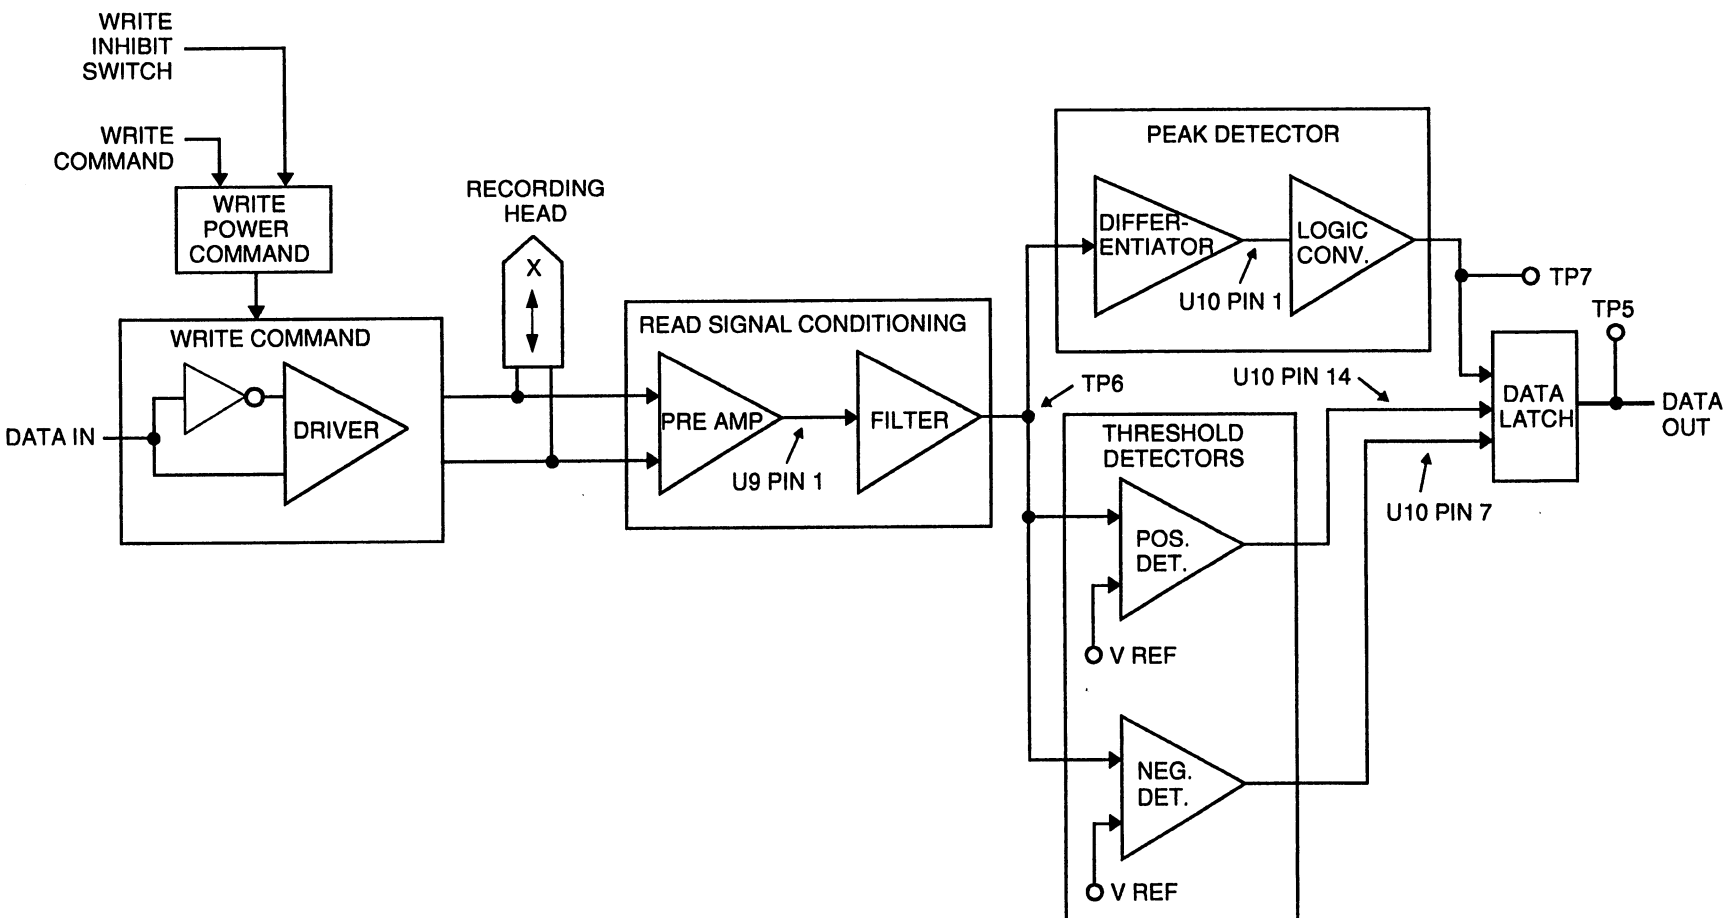 WRITE
INHIBIT
SWITCH
WRITE
COMMAND
WRITE
POWER
COMMAND
RECORDING
HEAD
X
WRITE COMMAND
DATA IN
DRIVER
READ SIGNAL CONDITIONING
PRE AMP
U9 PIN 1
FILTER
TP6
PEAK DETECTOR
DIFFER-
ENTIATOR
U10 PIN 1
LOGIC
CONV.
TP7
TP5
U10 PIN 14
DATA
LATCH
DATA
OUT
U10 PIN 7
THRESHOLD
DETECTORS
POS.
DET.
V REF
NEG.
DET.
V REF